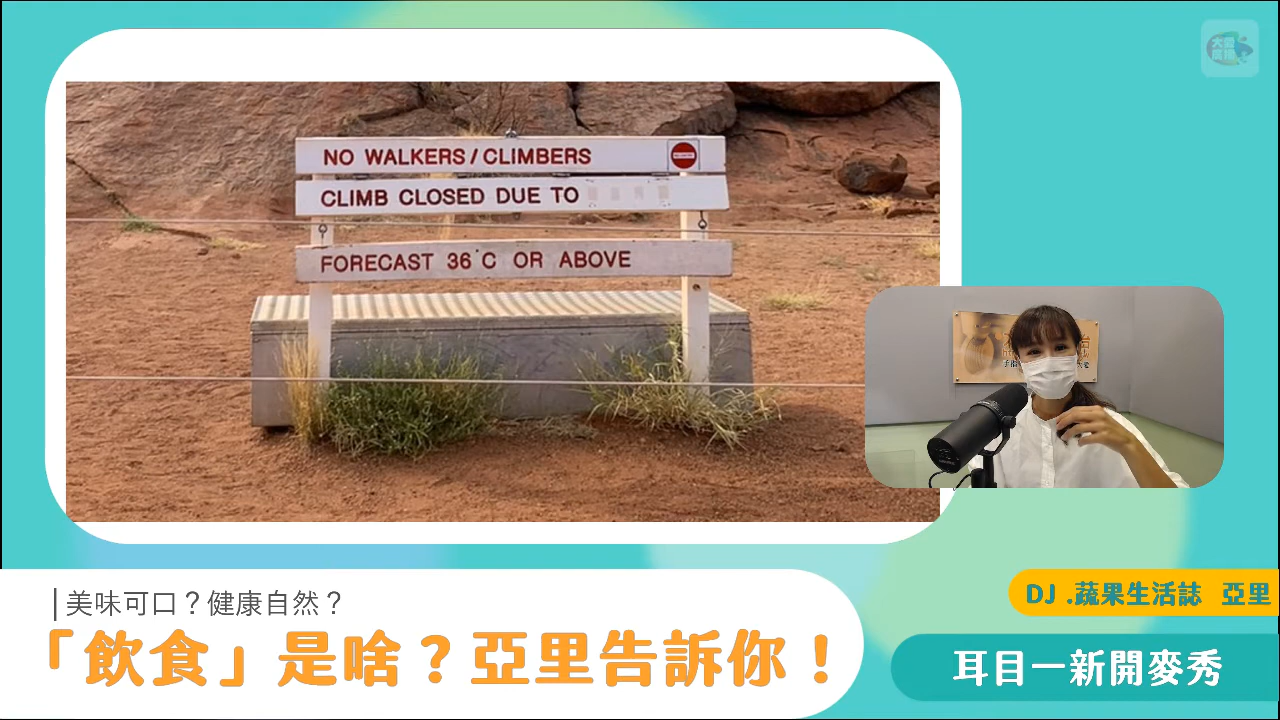 NO WALKERS / CLIMBERS
CLIMB CLOSED DUE TO
FORECAST 36°C OR ABOVE
美味可口？健康自然？
「飲食」是啥？亞里告訴你！
DJ .蔬果生活誌 亞里
耳目一新開麥秀